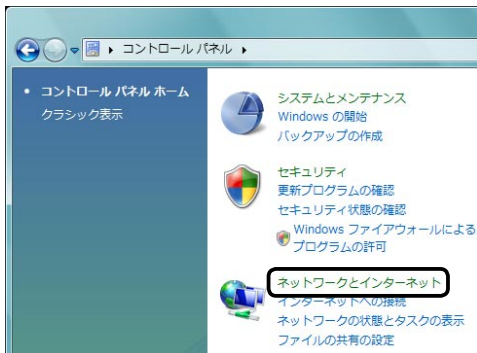 コントロール パネル
コントロール パネル ホーム
クラシック表示
システムとメンテナンス
Windows の開始
バックアップの作成
セキュリティ
更新プログラムの確認
セキュリティ状態の確認
Windows ファイアウォールによる
プログラムの許可
ネットワークとインターネット
インターネットへの接続
ネットワークの状態とタスクの表示
ファイルの共有の設定